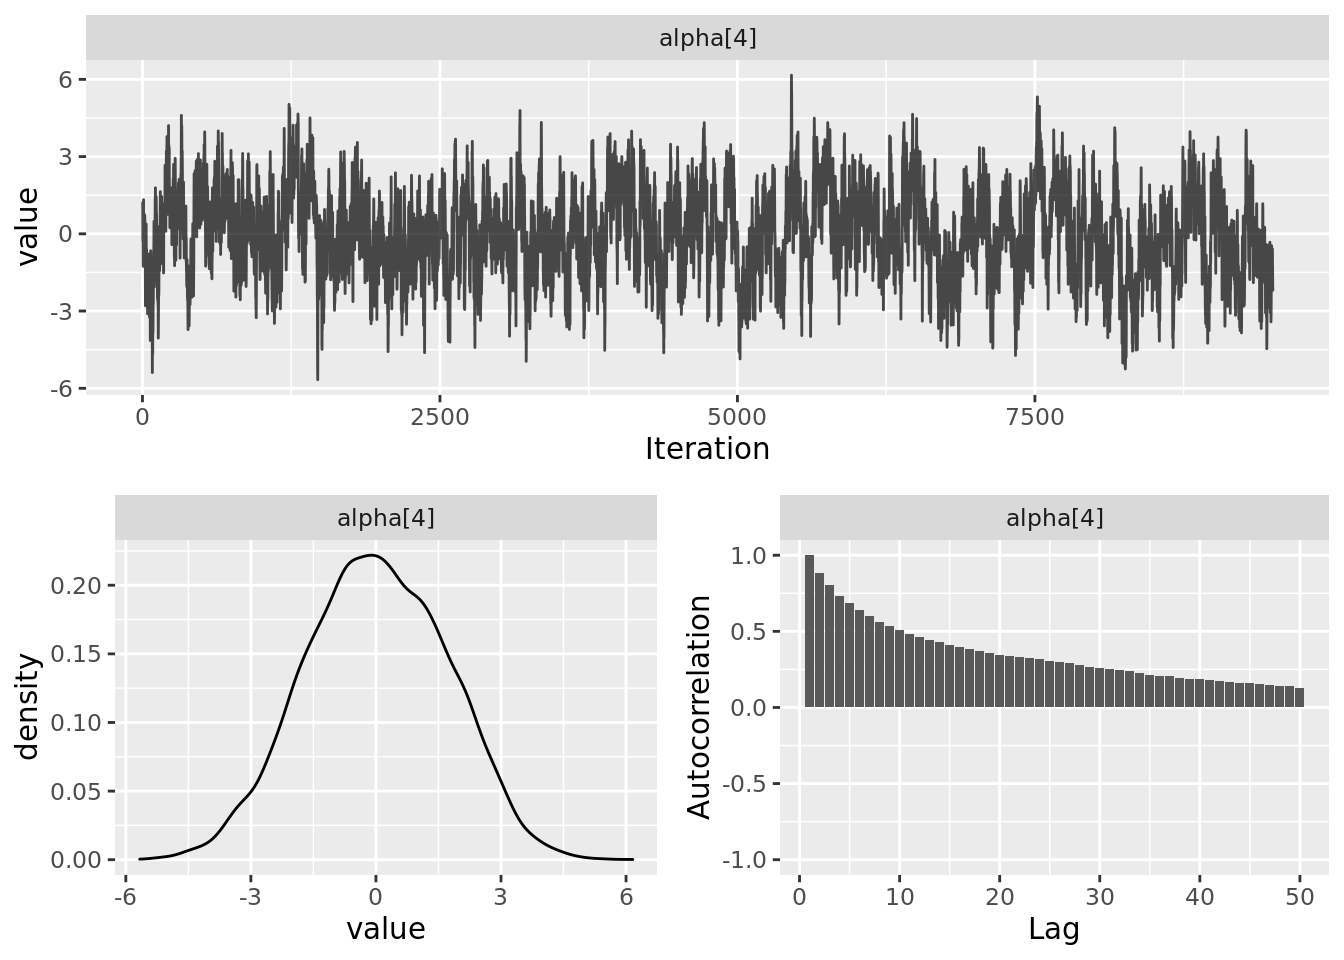 alpha[4]
value
6
3
0
-3
-6
0 2500 5000 7500
Iteration
alpha[4]
density
0.20
0.15
0.10
0.05
0.00
-6 -3 0 3 6
value
alpha[4]
Autocorrelation
1.0
0.5
0.0
-0.5
-1.0
0 10 20 30 40 50
Lag